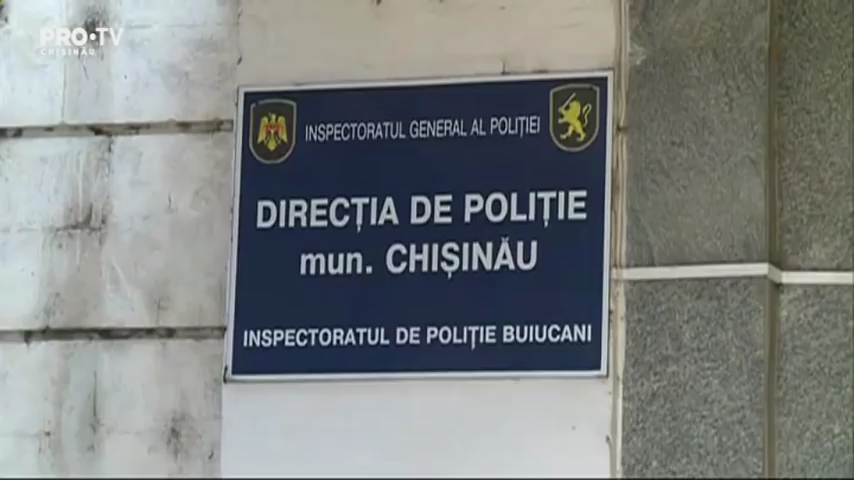 PRO•TV
CHIȘINĂU
INSPECTORATUL GENERAL AL POLIȚIEI
DIRECȚIA DE POLIȚIE
mun. CHIȘINĂU
INSPECTORATUL DE POLIȚIE BUIUCANI